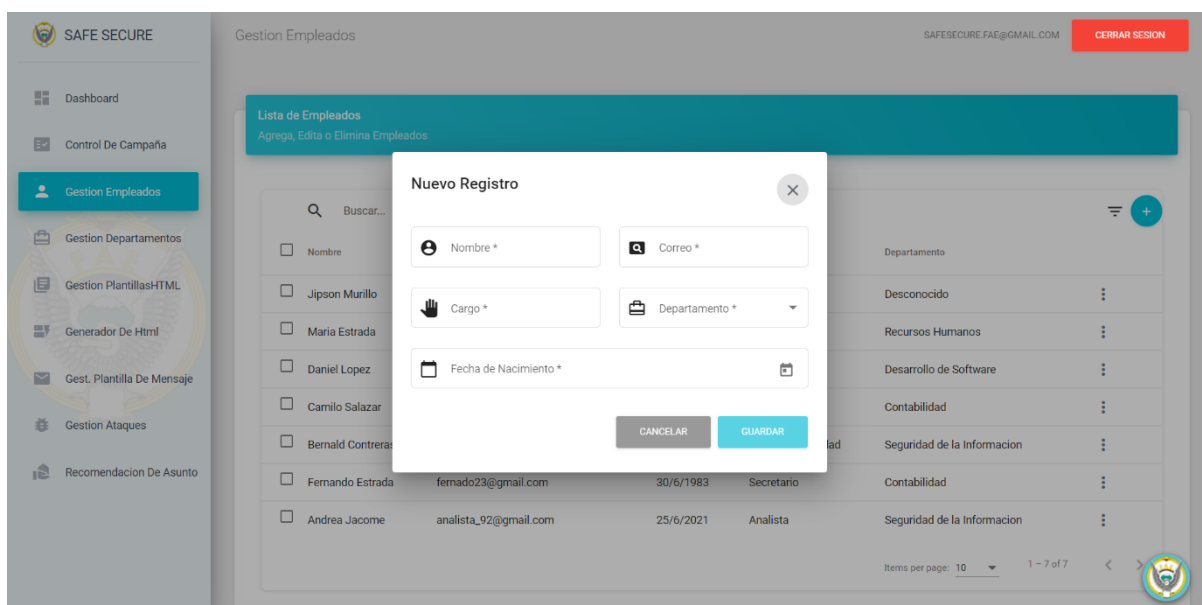 SAFE SECURE
Gestion Empleados
SAFESECURE.FAE@GMAIL.COM
CERRAR SESION
Dashboard
Control De Campaña
Gestion Empleados
Gestion Departamentos
Gestion PlantillasHTML
Generador De Html
Gest. Plantilla De Mensaje
Gestion Ataques
Recomendacion De Asunto
Lista de Empleados
Agrega, Edita o Elimina Empleados
Buscar...
Nombre
Departamento
Jipson Murillo
Desconocido
Maria Estrada
Recursos Humanos
Daniel Lopez
Desarrollo de Software
Camilo Salazar
Contabilidad
Bernald Contreras
Seguridad de la Informacion
Fernando Estrada fernado23@gmail.com 30/6/1983 Secretario Contabilidad
Andrea Jacome analista_92@gmail.com 25/6/2021 Analista Seguridad de la Informacion
Items per page: 10 1 – 7 of 7
Nuevo Registro
Nombre * Correo *
Cargo * Departamento *
Fecha de Nacimiento *
CANCELAR GUARDAR